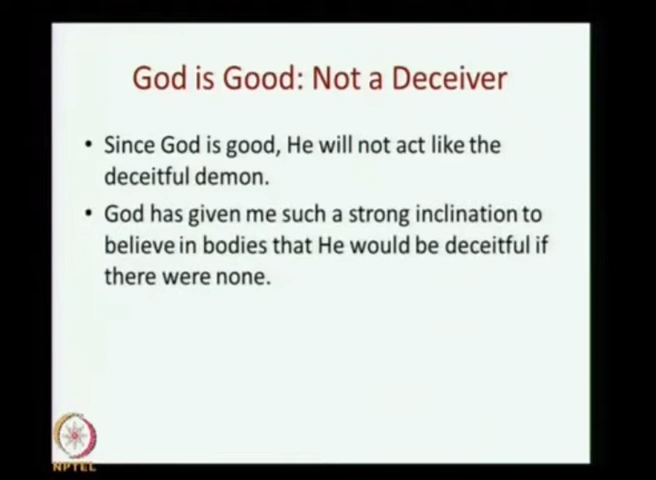 God is Good: Not a Deceiver
• Since God is good, He will not act like the
deceitful demon.
• God has given me such a strong inclination to
believe in bodies that He would be deceitful if
there were none.
NPTEL